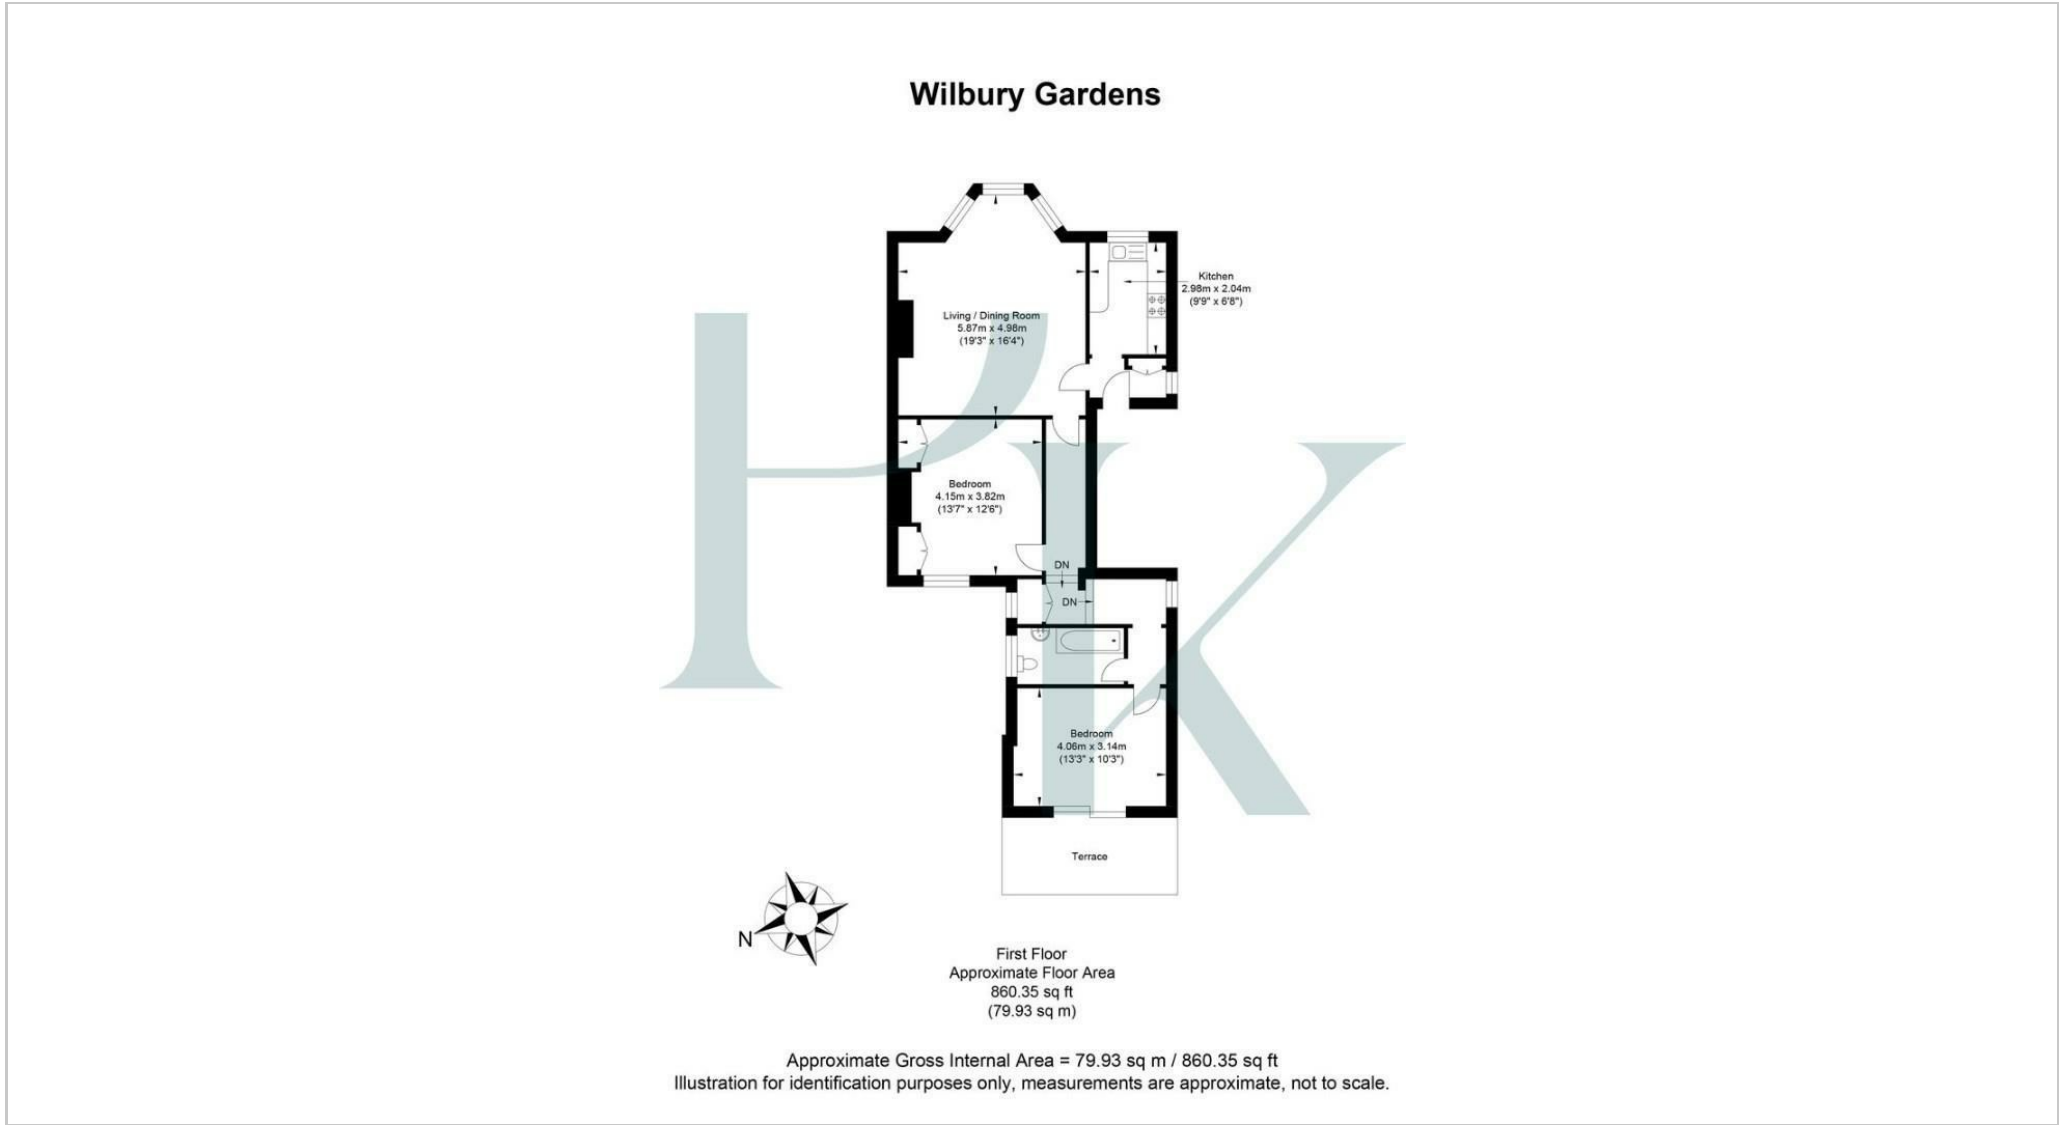 Wilbury Gardens
Kitchen
2.98m x 2.04m
(9'9" x 6'8")
Living / Dining Room
5.87m x 4.98m
(19'3" x 16'4")
Bedroom
4.15m x 3.82m
(13'7" x 12'6")
DN
DN
Bedroom
4.06m x 3.14m
(13'3" x 10'3")
Terrace
N
First Floor
Approximate Floor Area
860.35 sq ft
(79.93 sq m)
Approximate Gross Internal Area = 79.93 sq m / 860.35 sq ft
Illustration for identification purposes only, measurements are approximate, not to scale.
PK